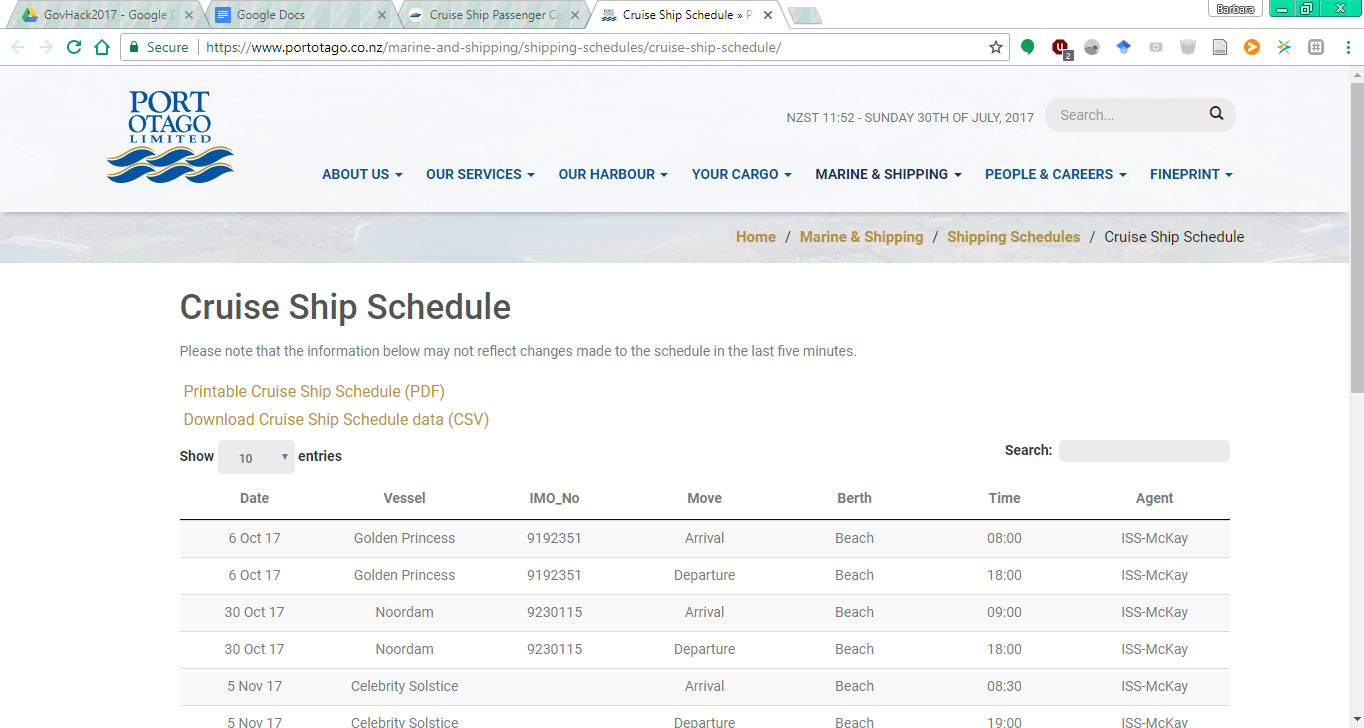 GovHack2017 - Google D
Google Docs
Cruise Ship Passenger Ca
Cruise Ship Schedule » P
Barbara
Secure
https://www.portotago.co.nz/marine-and-shipping/shipping-schedules/cruise-ship-schedule/
2
PORT
OTAGO
LIMITED
NZST 11:52 - SUNDAY 30TH OF JULY, 2017
Search...
ABOUT US OUR SERVICES OUR HARBOUR YOUR CARGO MARINE & SHIPPING PEOPLE & CAREERS FINEPRINT
Home / Marine & Shipping / Shipping Schedules / Cruise Ship Schedule
Cruise Ship Schedule
Please note that the information below may not reflect changes made to the schedule in the last five minutes.
Printable Cruise Ship Schedule (PDF)
Download Cruise Ship Schedule data (CSV)
Show 10 entries
Search:
Date Vessel IMO_No Move Berth Time Agent
6 Oct 17 Golden Princess 9192351 Arrival Beach 08:00 ISS-McKay
6 Oct 17 Golden Princess 9192351 Departure Beach 18:00 ISS-McKay
30 Oct 17 Noordam 9230115 Arrival Beach 09:00 ISS-McKay
30 Oct 17 Noordam 9230115 Departure Beach 18:00 ISS-McKay
5 Nov 17 Celebrity Solstice Arrival Beach 08:30 ISS-McKay
5 Nov 17 Celebrity Solstice Departure Beach 19:00 ISS-McKay